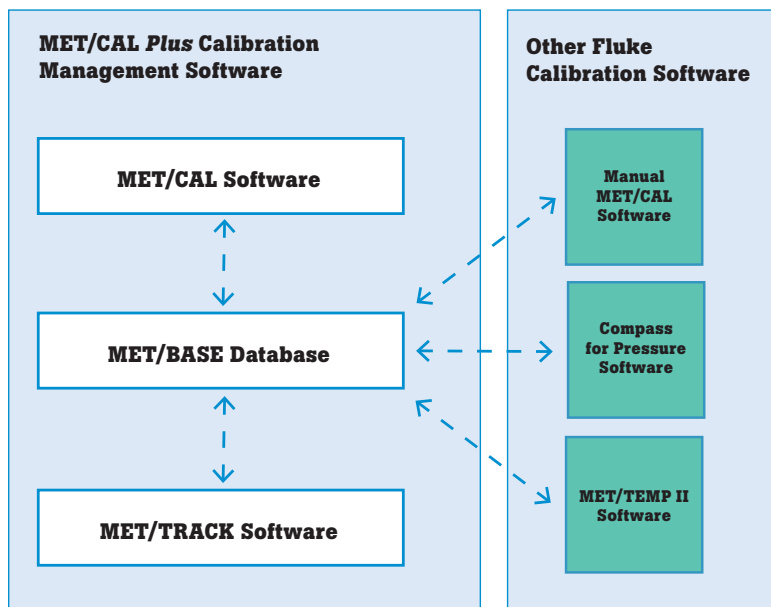 MET/CAL Plus Calibration
Management Software
MET/CAL Software
MET/BASE Database
MET/TRACK Software
Other Fluke
Calibration Software
Manual
MET/CAL
Software
Compass
for Pressure
Software
MET/TEMP II
Software